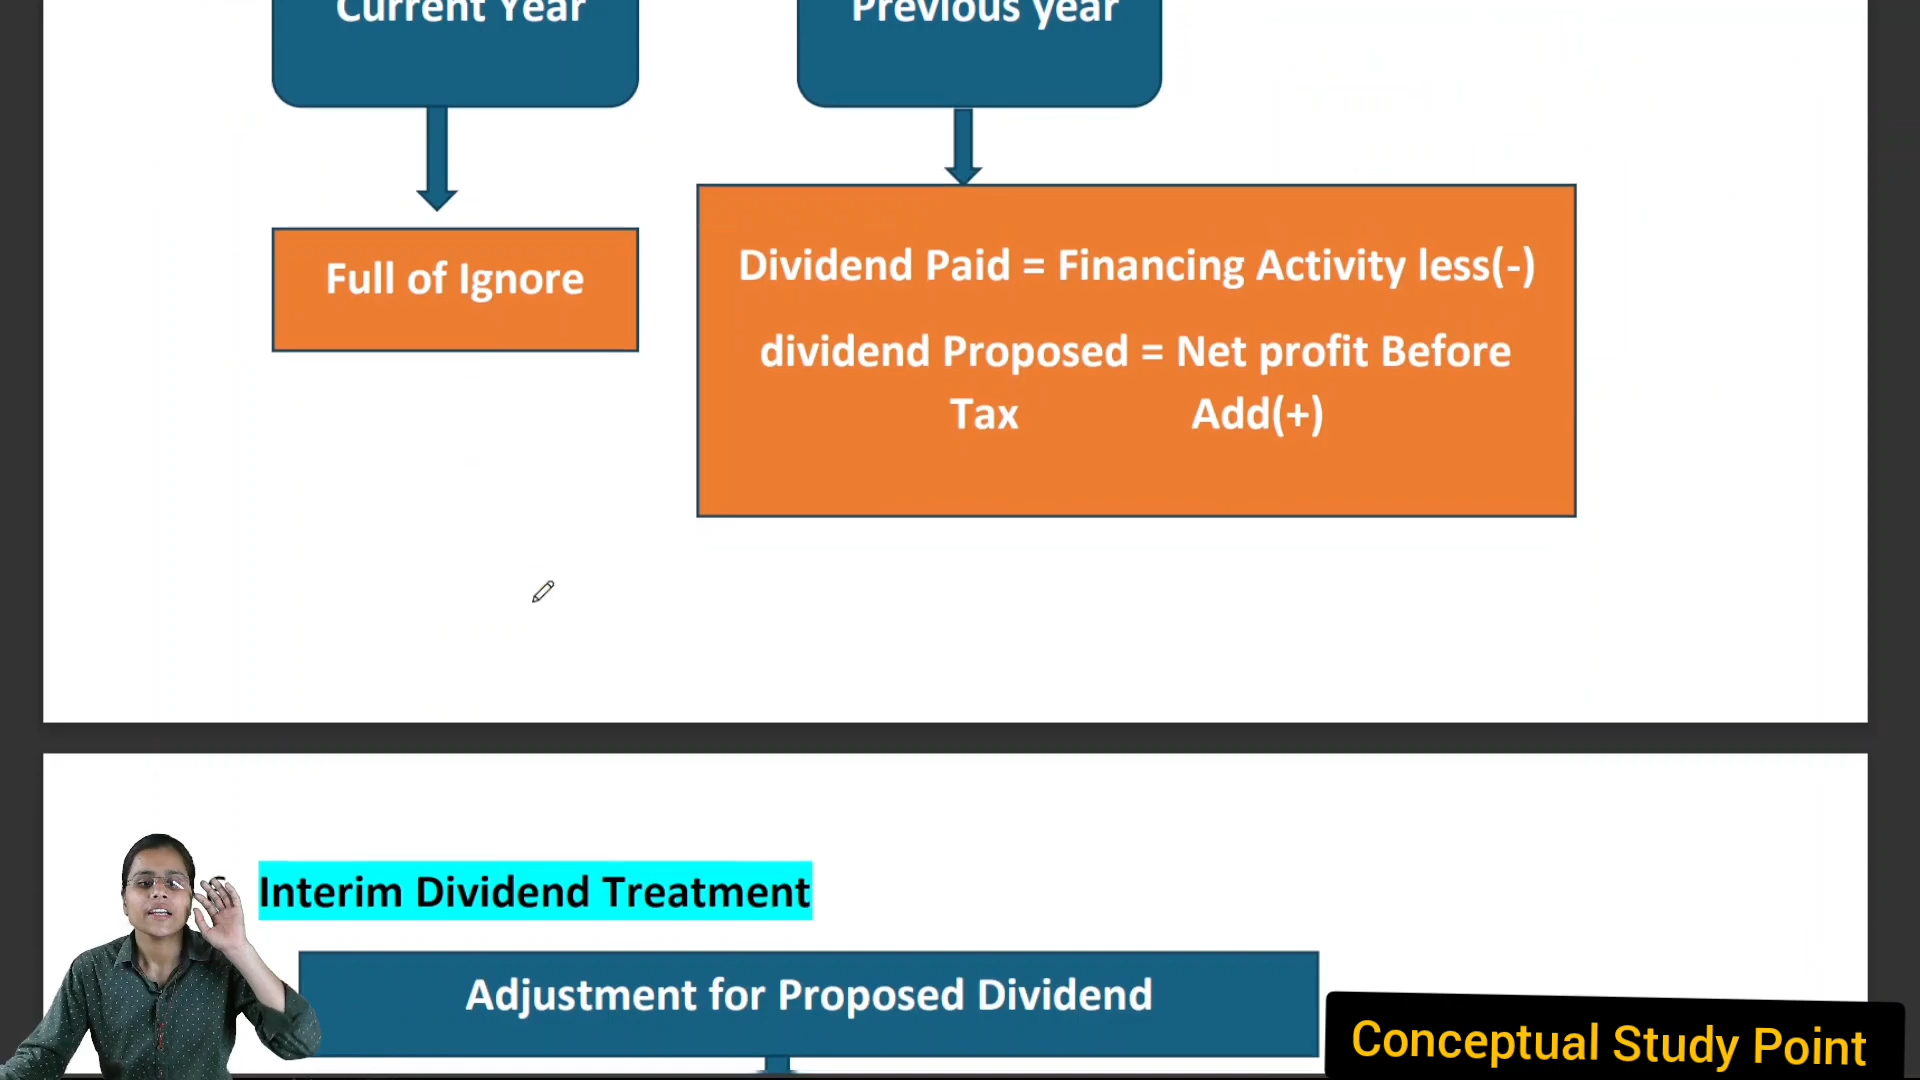 Current Year
Previous year
Full of Ignore
Dividend Paid = Financing Activity less(-)
dividend Proposed = Net profit Before
Tax Add(+)
Interim Dividend Treatment
Adjustment for Proposed Dividend
Conceptual Study Point